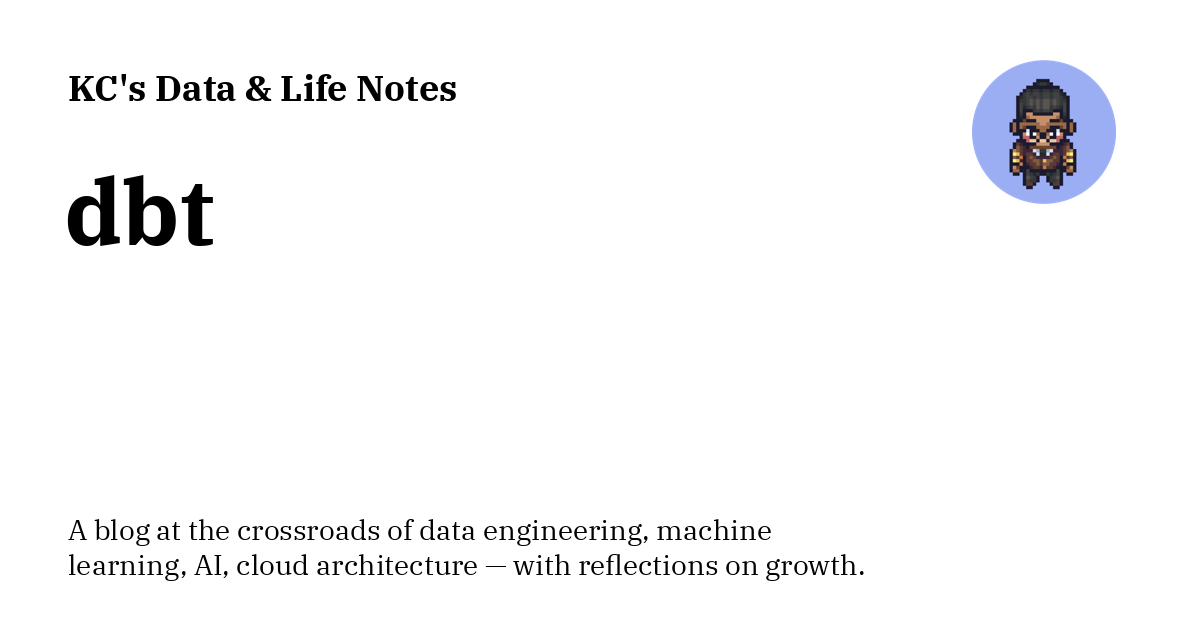 KC's Data & Life Notes
dbt
A blog at the crossroads of data engineering, machine
learning, AI, cloud architecture — with reflections on growth.